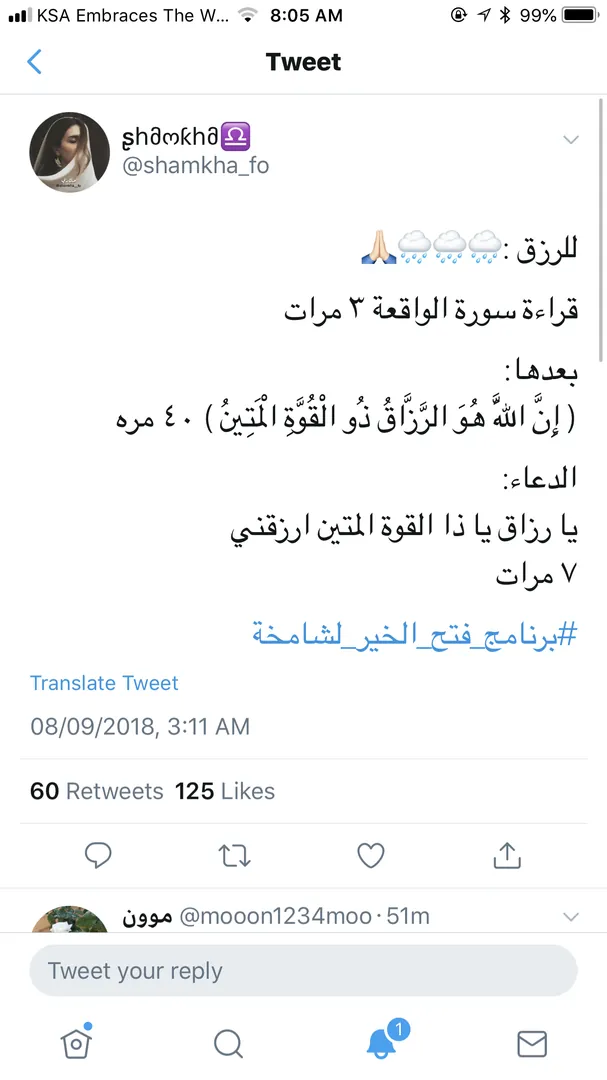 KSA Embraces The W... 8:05 AM 99%
Tweet
ʂhმოƙhმ♎
@shamkha_fo
للرزق :🌧🌧🌧🙏🏻
قراءة سورة الواقعة ٣ مرات
بعدها:
( إِنَّ اللَّهَ هُوَ الرَّزَّاقُ ذُو الْقُوَّةِ الْمَتِينُ ) ٤٠ مره
الدعاء:
يا رزاق يا ذا القوة المتين ارزقني
٧ مرات
#برنامج_فتح_الخير_لشامخة
Translate Tweet
08/09/2018, 3:11 AM
60 Retweets 125 Likes
موون @mooon1234moo · 51m
Tweet your reply
1